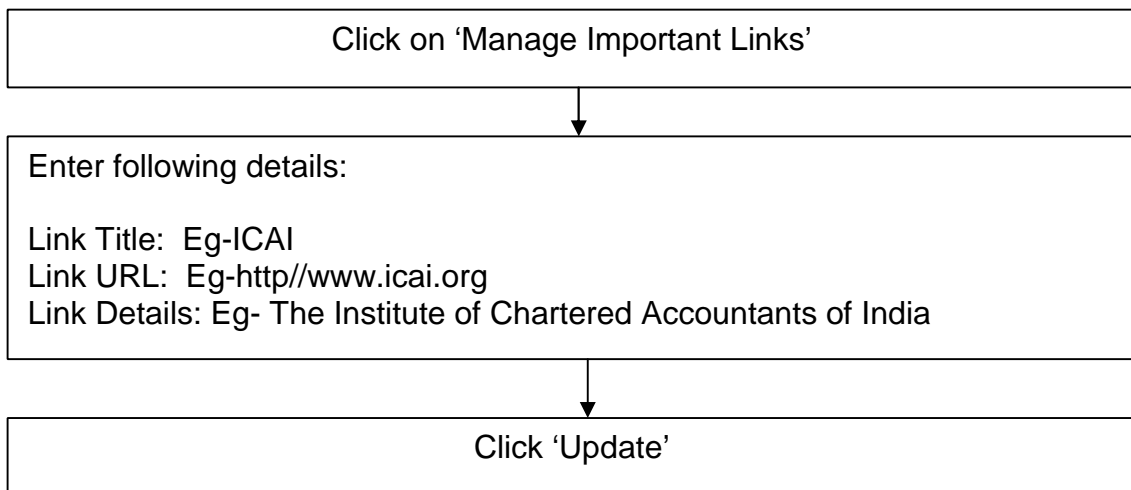 Click on ‘Manage Important Links’
Enter following details:
Link Title:  Eg-ICAI
Link URL:  Eg-http//www.icai.org
Link Details: Eg- The Institute of Chartered Accountants of India
Click ‘Update’